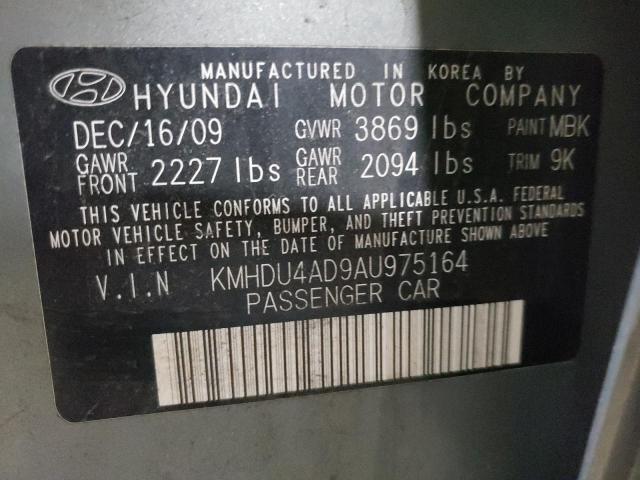 MANUFACTURED IN KOREA BY
HYUNDAI MOTOR COMPANY
DEC/16/09 GVWR 3869 lbs PAINT MBK
GAWR FRONT 2227 lbs GAWR REAR 2094 lbs TRIM 9K
THIS VEHICLE CONFORMS TO ALL APPLICABLE U.S.A. FEDERAL
MOTOR VEHICLE SAFETY, BUMPER, AND THEFT PREVENTION STANDARDS
IN EFFECT ON THE DATE OF MANUFACTURE SHOWN ABOVE
V.I.N KMHDU4AD9AU975164
PASSENGER CAR